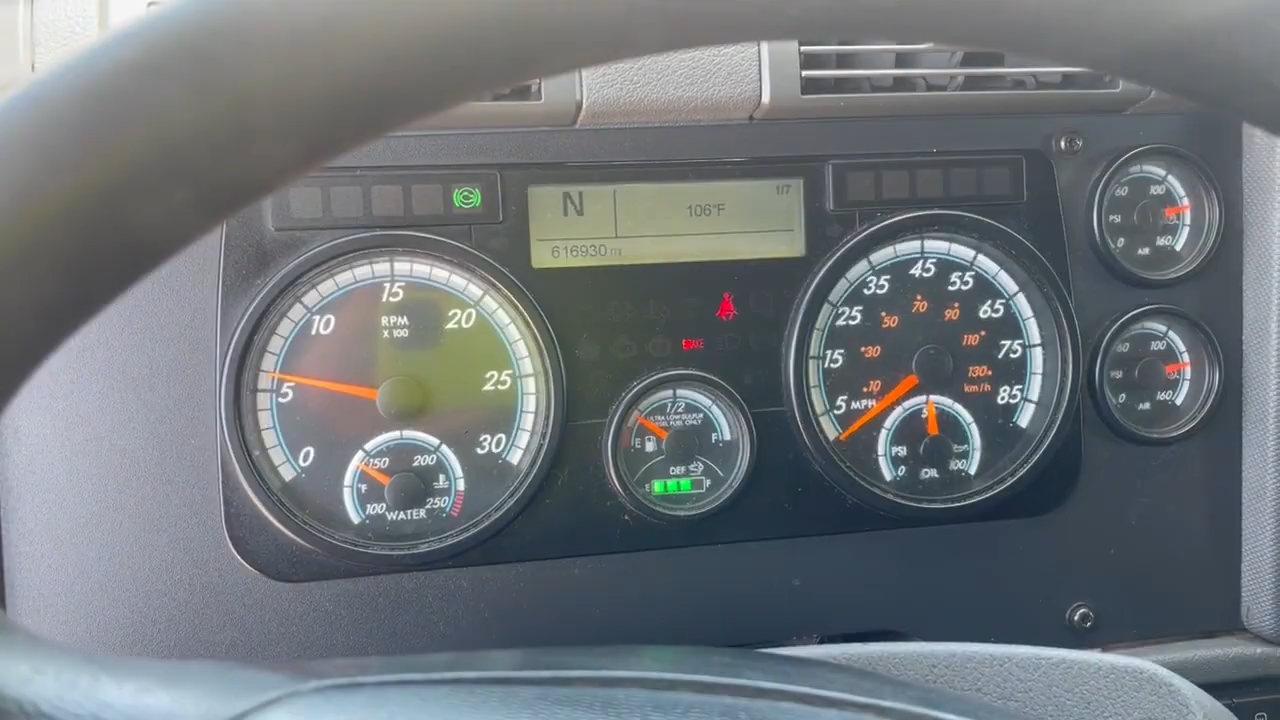 N
106°F
1/7
616930 mi
15
10
20
RPM
X 100
5
25
0
30
150
200
°F
100
250
WATER
BRAKE
1/2
ULTRA LOW SULFUR
DIESEL FUEL ONLY
E
F
DEF
E
F
45
35
55
25
65
15
75
5
MPH
85
70
50
90
30
110
10
130
km/h
50
PSI
0
100
OIL
60
100
PSI
0
160
AIR
60
100
PSI
0
160
AIR